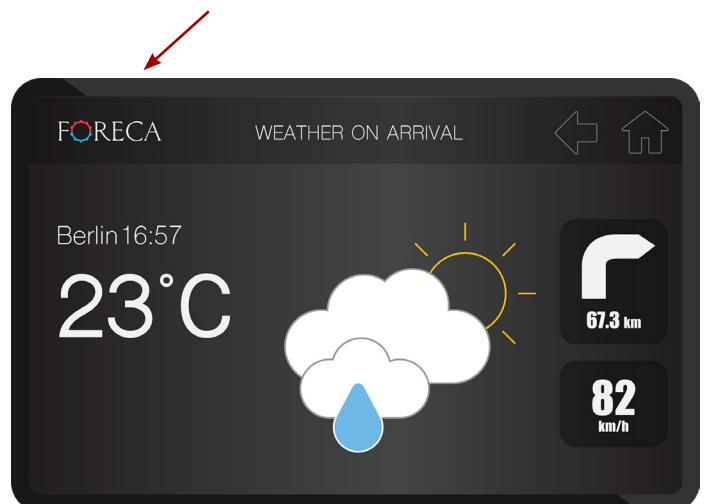 FORECA
WEATHER ON ARRIVAL
Berlin 16:57
23°C
67.3 km
82
km/h